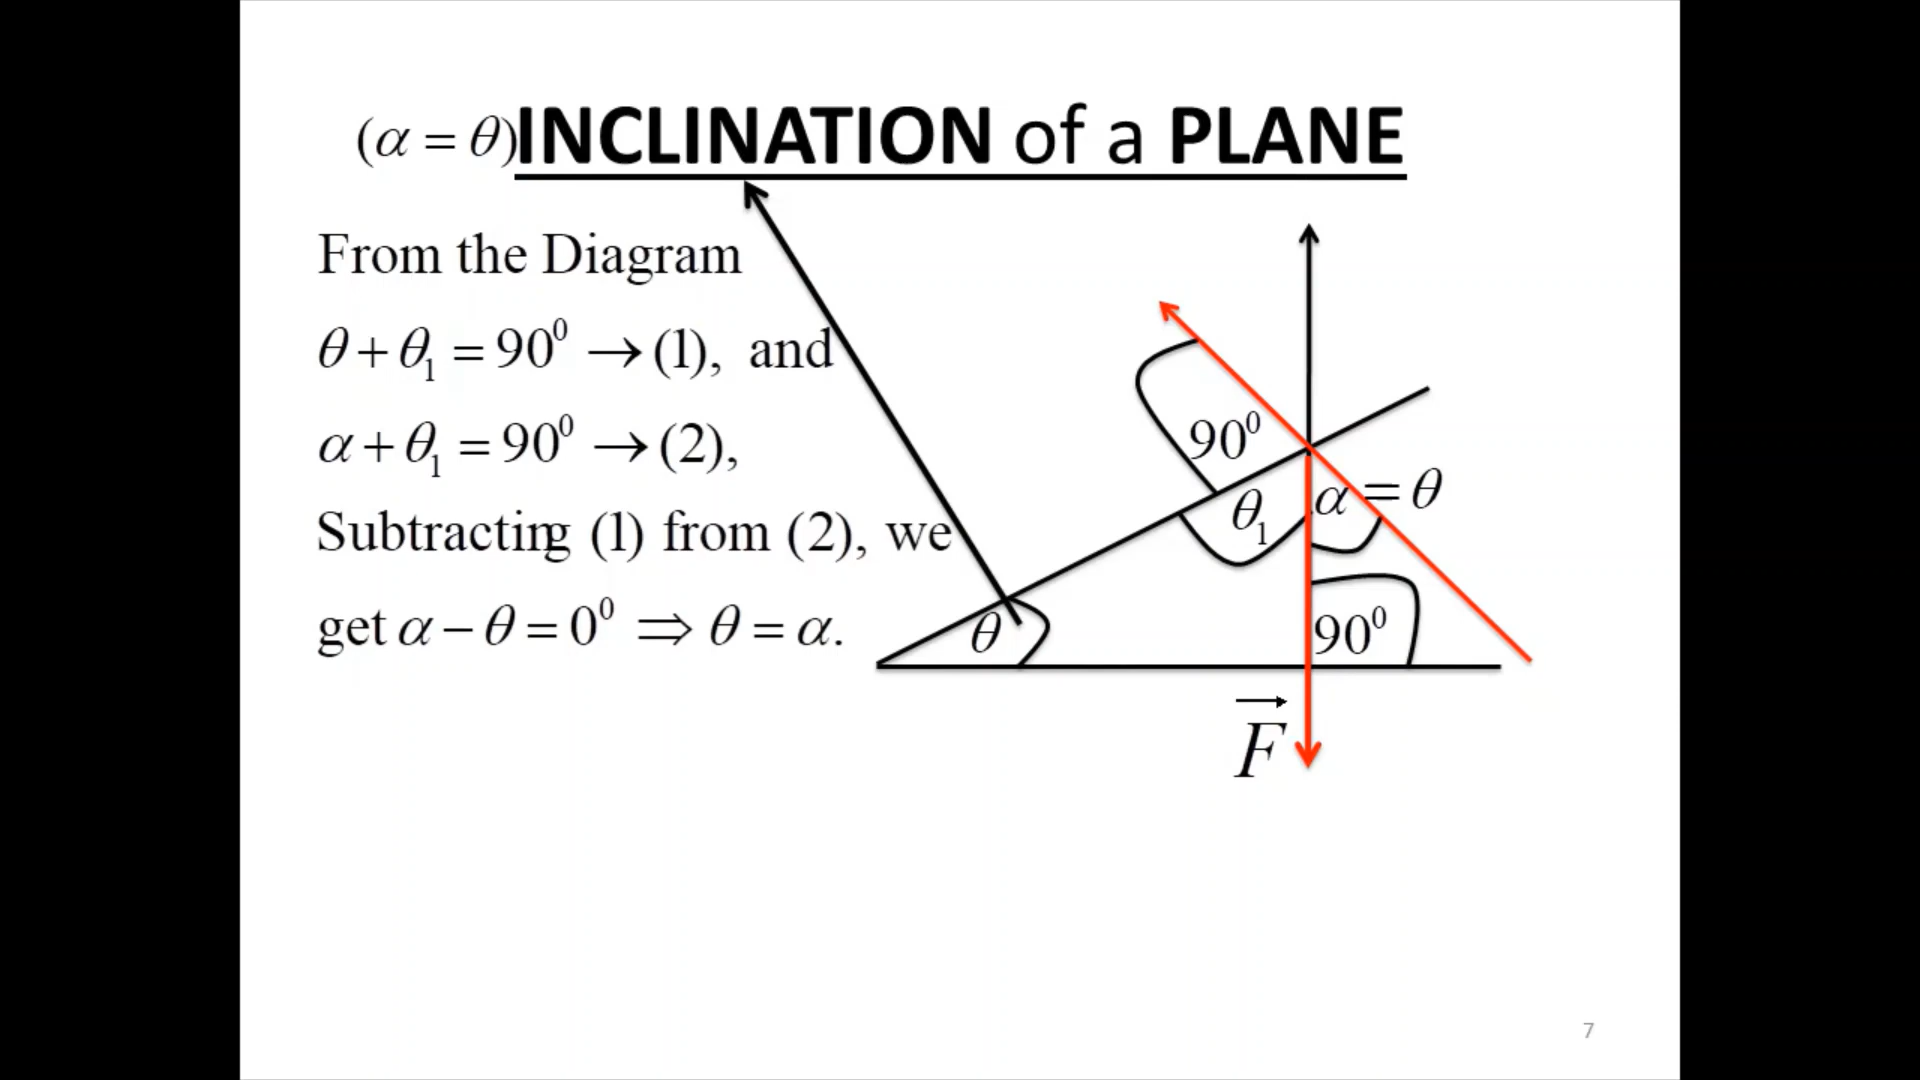 (α = θ)INCLINATION of a PLANE
From the Diagram
θ + θ₁ = 90⁰ → (1), and
α + θ₁ = 90⁰ → (2),
Subtracting (1) from (2), we
get α − θ = 0⁰ ⇒ θ = α.
90⁰
θ₁
α = θ
θ
90⁰
F⃗
7